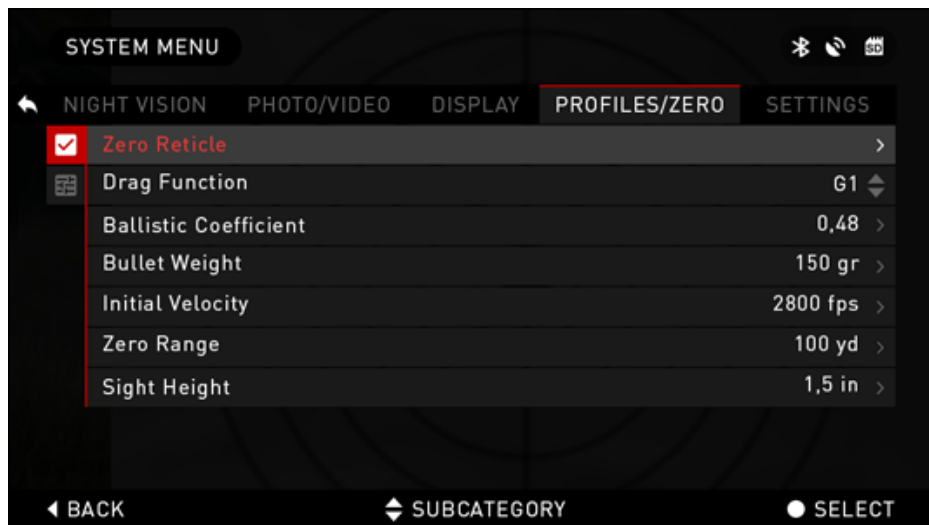 SYSTEM MENU
SD
NIGHT VISION PHOTO/VIDEO DISPLAY PROFILES/ZERO SETTINGS
Zero Reticle
Drag Function G1
Ballistic Coefficient 0,48
Bullet Weight 150 gr
Initial Velocity 2800 fps
Zero Range 100 yd
Sight Height 1,5 in
BACK SUBCATEGORY SELECT